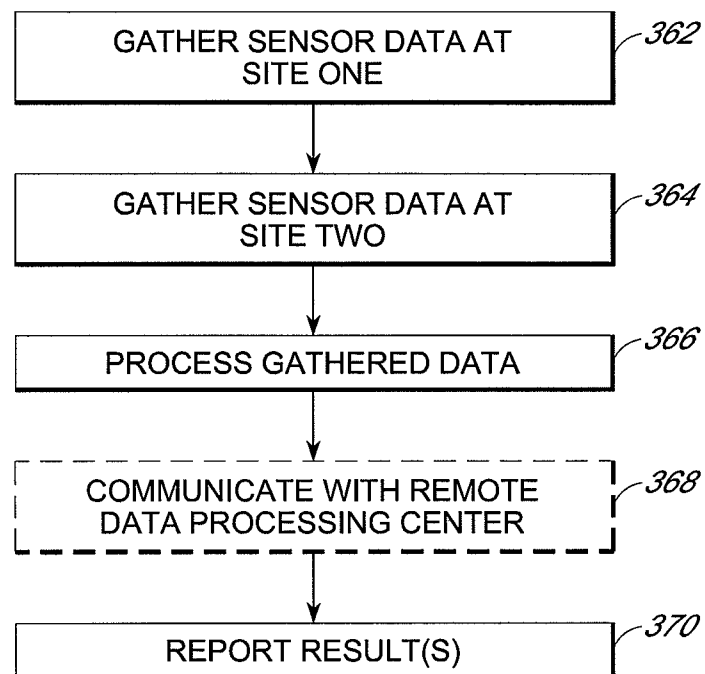 GATHER SENSOR DATA AT
SITE ONE
362
GATHER SENSOR DATA AT
SITE TWO
364
PROCESS GATHERED DATA
366
COMMUNICATE WITH REMOTE
DATA PROCESSING CENTER
368
REPORT RESULT(S)
370